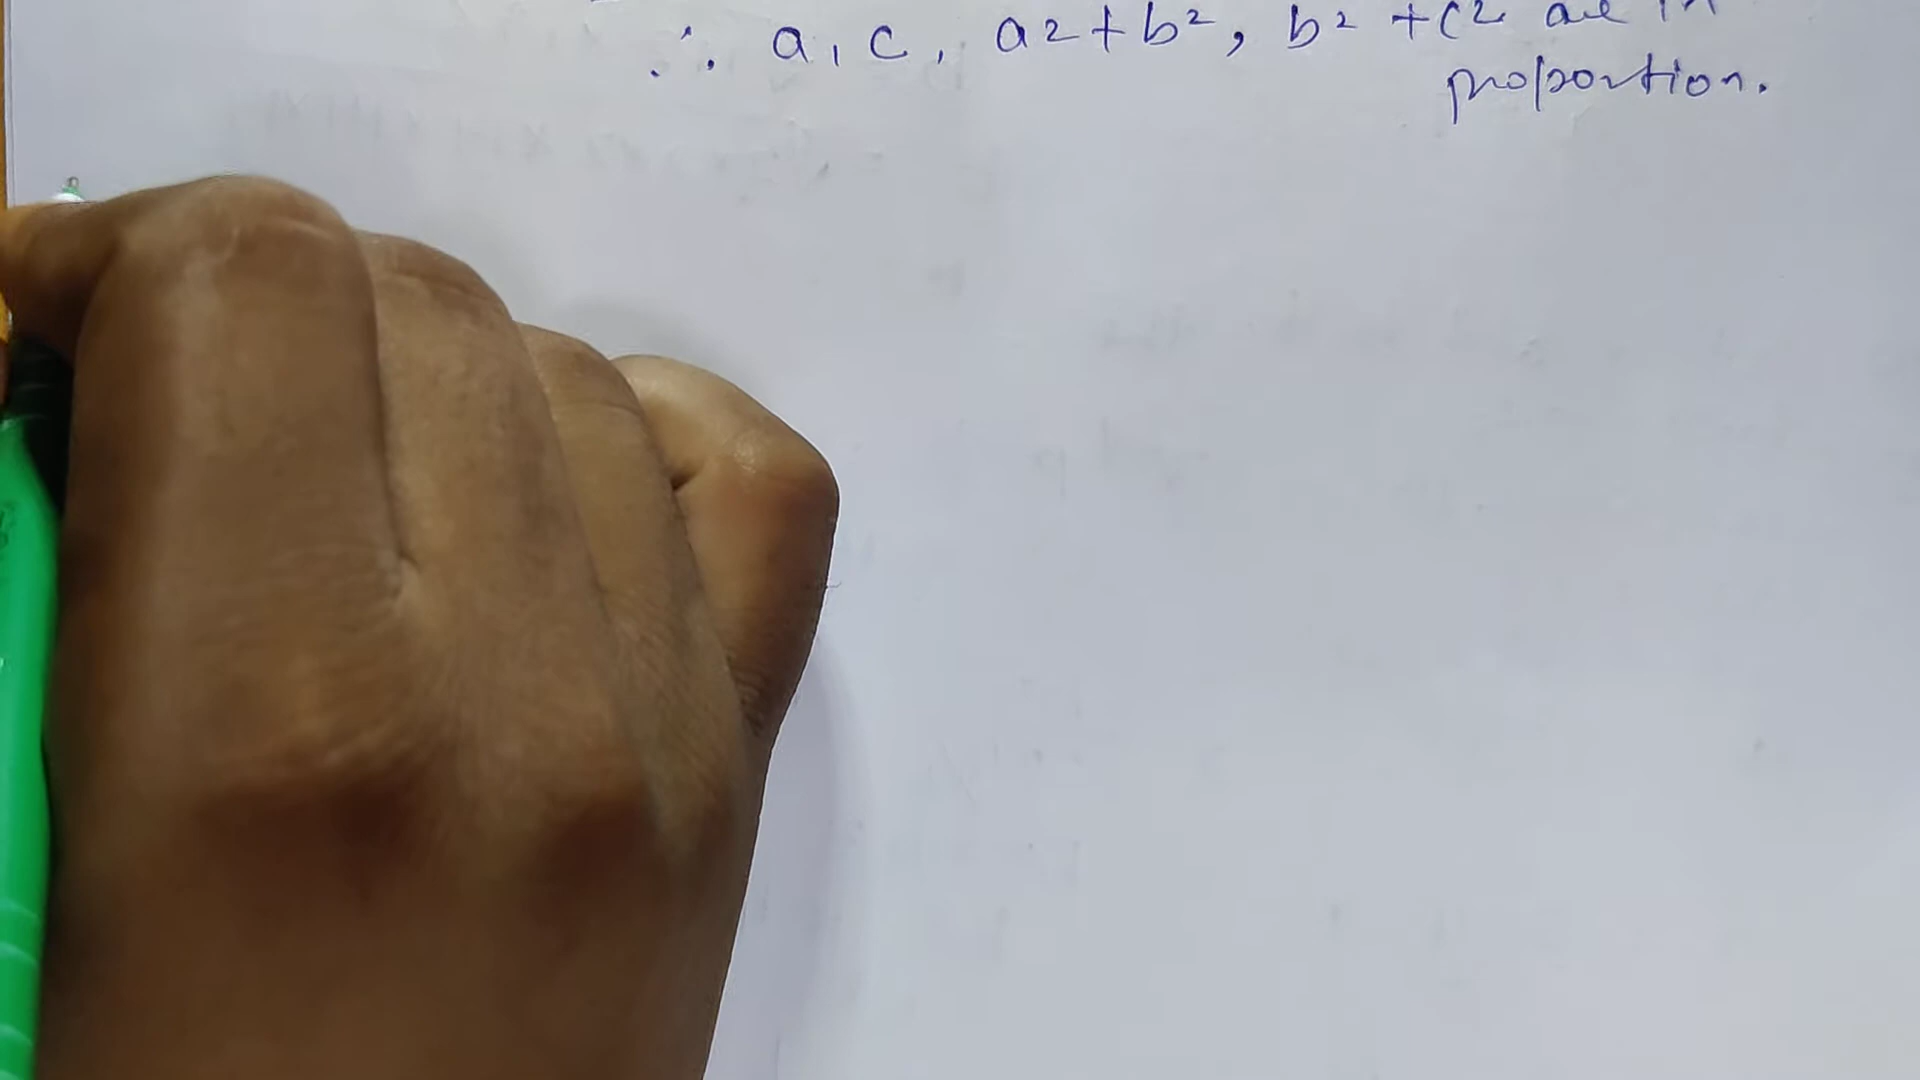 ∴ a, c, a2+b², b²+c2 are in
proportion.